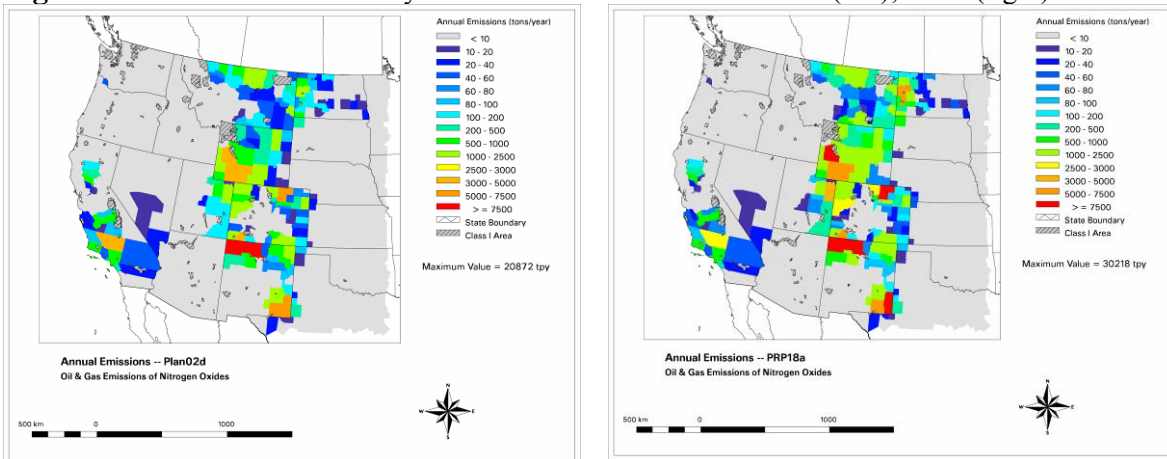 Annual Emissions (tons/year)
< 10
10 - 20
20 - 40
40 - 60
60 - 80
80 - 100
100 - 200
200 - 500
500 - 1000
1000 - 2500
2500 - 3000
3000 - 5000
5000 - 7500
> = 7500
State Boundary
Class I Area
Maximum Value = 20872 tpy
Annual Emissions -- Plan02d
Oil & Gas Emissions of Nitrogen Oxides
N
W E
S
500 km 0 1000
Annual Emissions (tons/year)
< 10
10 - 20
20 - 40
40 - 60
60 - 80
80 - 100
100 - 200
200 - 500
500 - 1000
1000 - 2500
2500 - 3000
3000 - 5000
5000 - 7500
> = 7500
State Boundary
Class I Area
Maximum Value = 30218 tpy
Annual Emissions -- PRP18a
Oil & Gas Emissions of Nitrogen Oxides
N
W E
S
500 km 0 1000